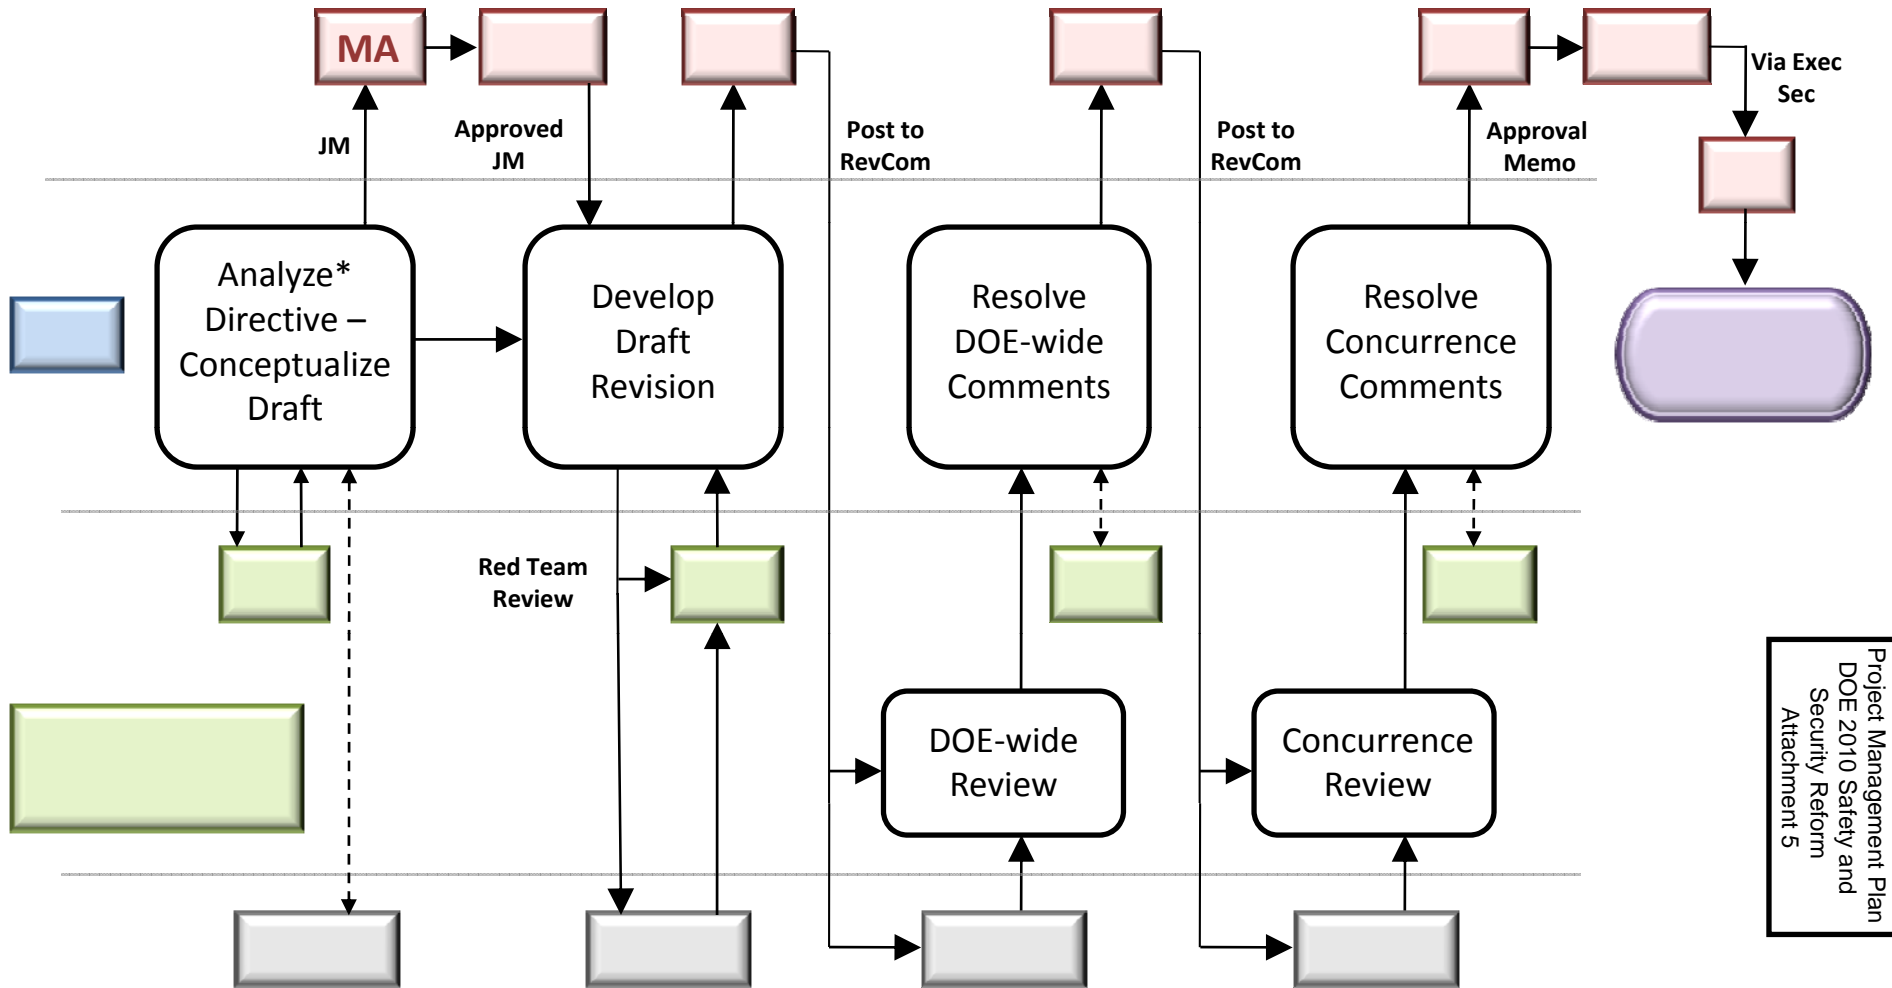 MA
Via Exec
Sec
JM
Approved
JM
Post to
RevCom
Post to
RevCom
Approval
Memo
Analyze*
Directive –
Conceptualize
Draft
Develop
Draft
Revision
Resolve
DOE-wide
Comments
Resolve
Concurrence
Comments
Red Team
Review
DOE-wide
Review
Concurrence
Review
Project Management Plan
DOE 2010 Safety and
Security Reform
Attachment 5